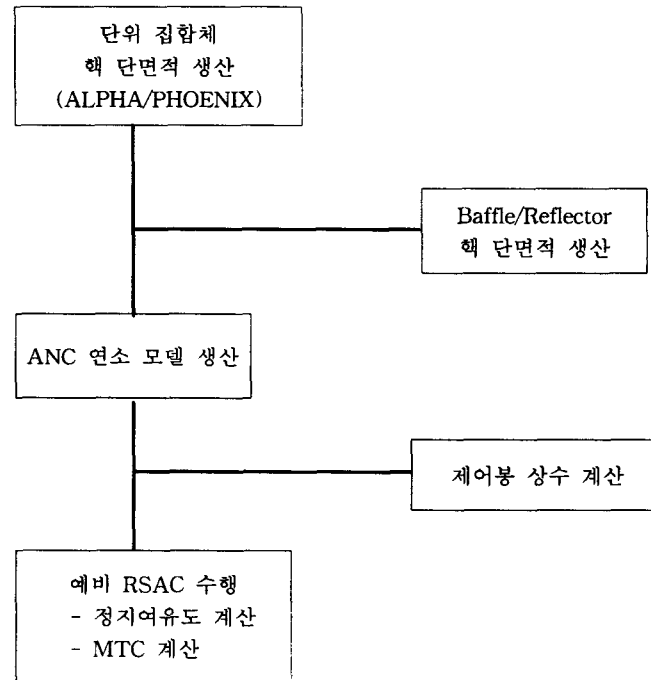 단위 집합체
핵 단면적 생산
(ALPHA/PHOENIX)
Baffle/Reflector
핵 단면적 생산
ANC 연소 모델 생산
제어봉 상수 계산
예비 RSAC 수행
- 정지여유도 계산
- MTC 계산